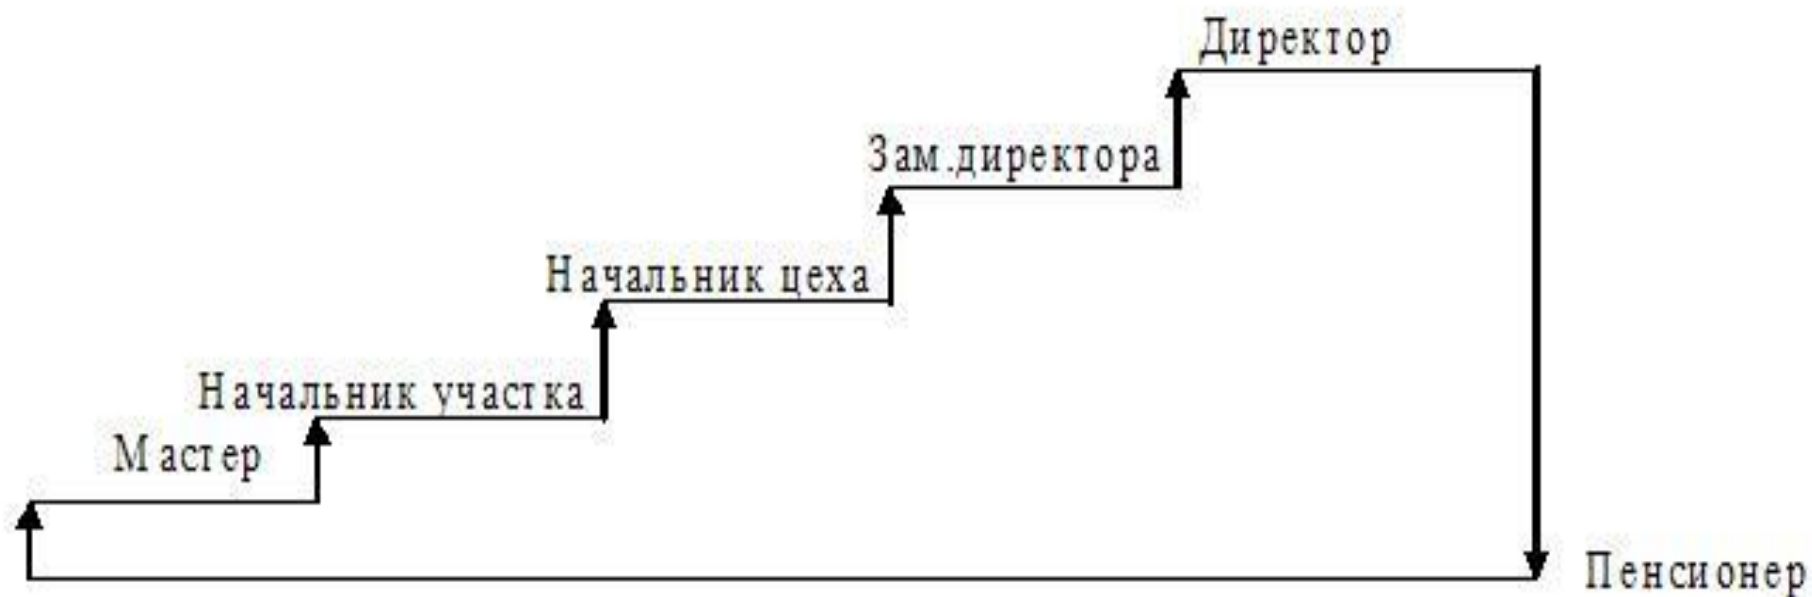 Директор
Зам.директора
Начальник цеха
Начальник участка
Мастер
Пенсионер